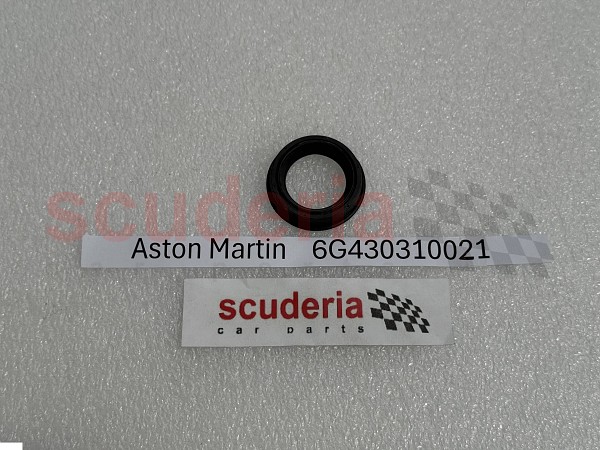 scuderia
Aston Martin 6G430310021
scuderia
car parts